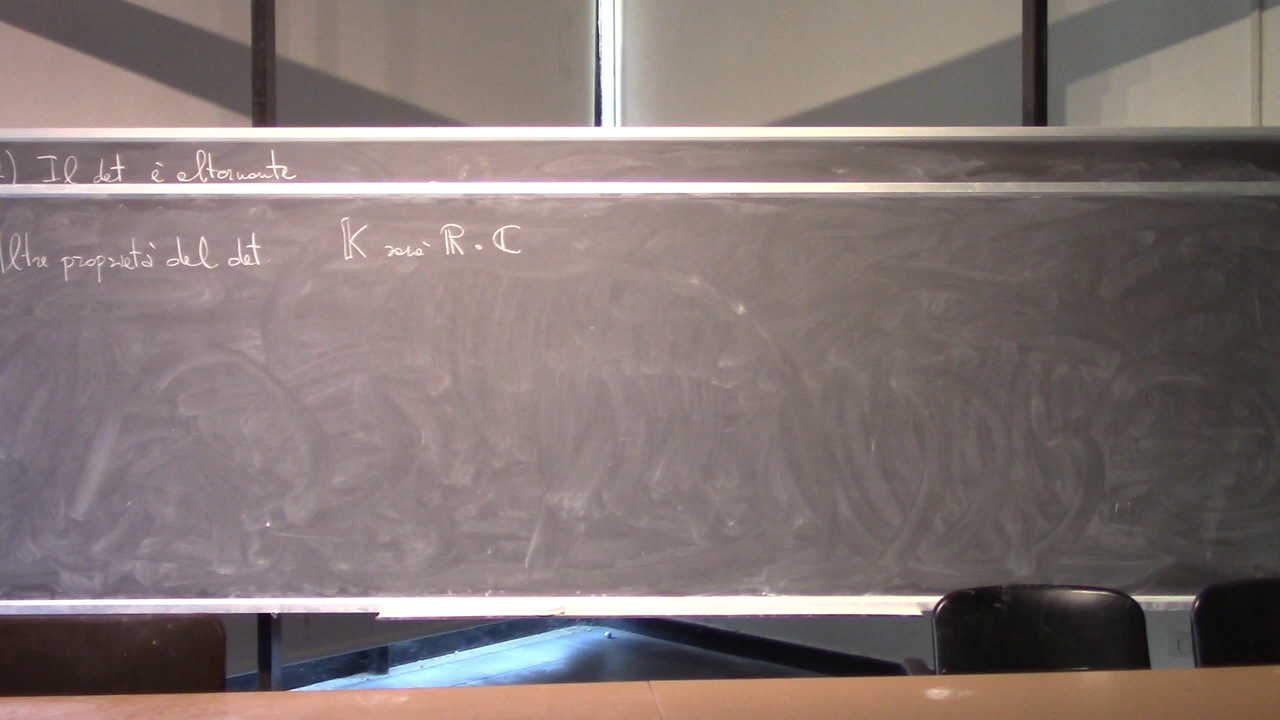 ) Il det è alternante
Altre proprietà del det    𝕂 sarà ℝ o ℂ